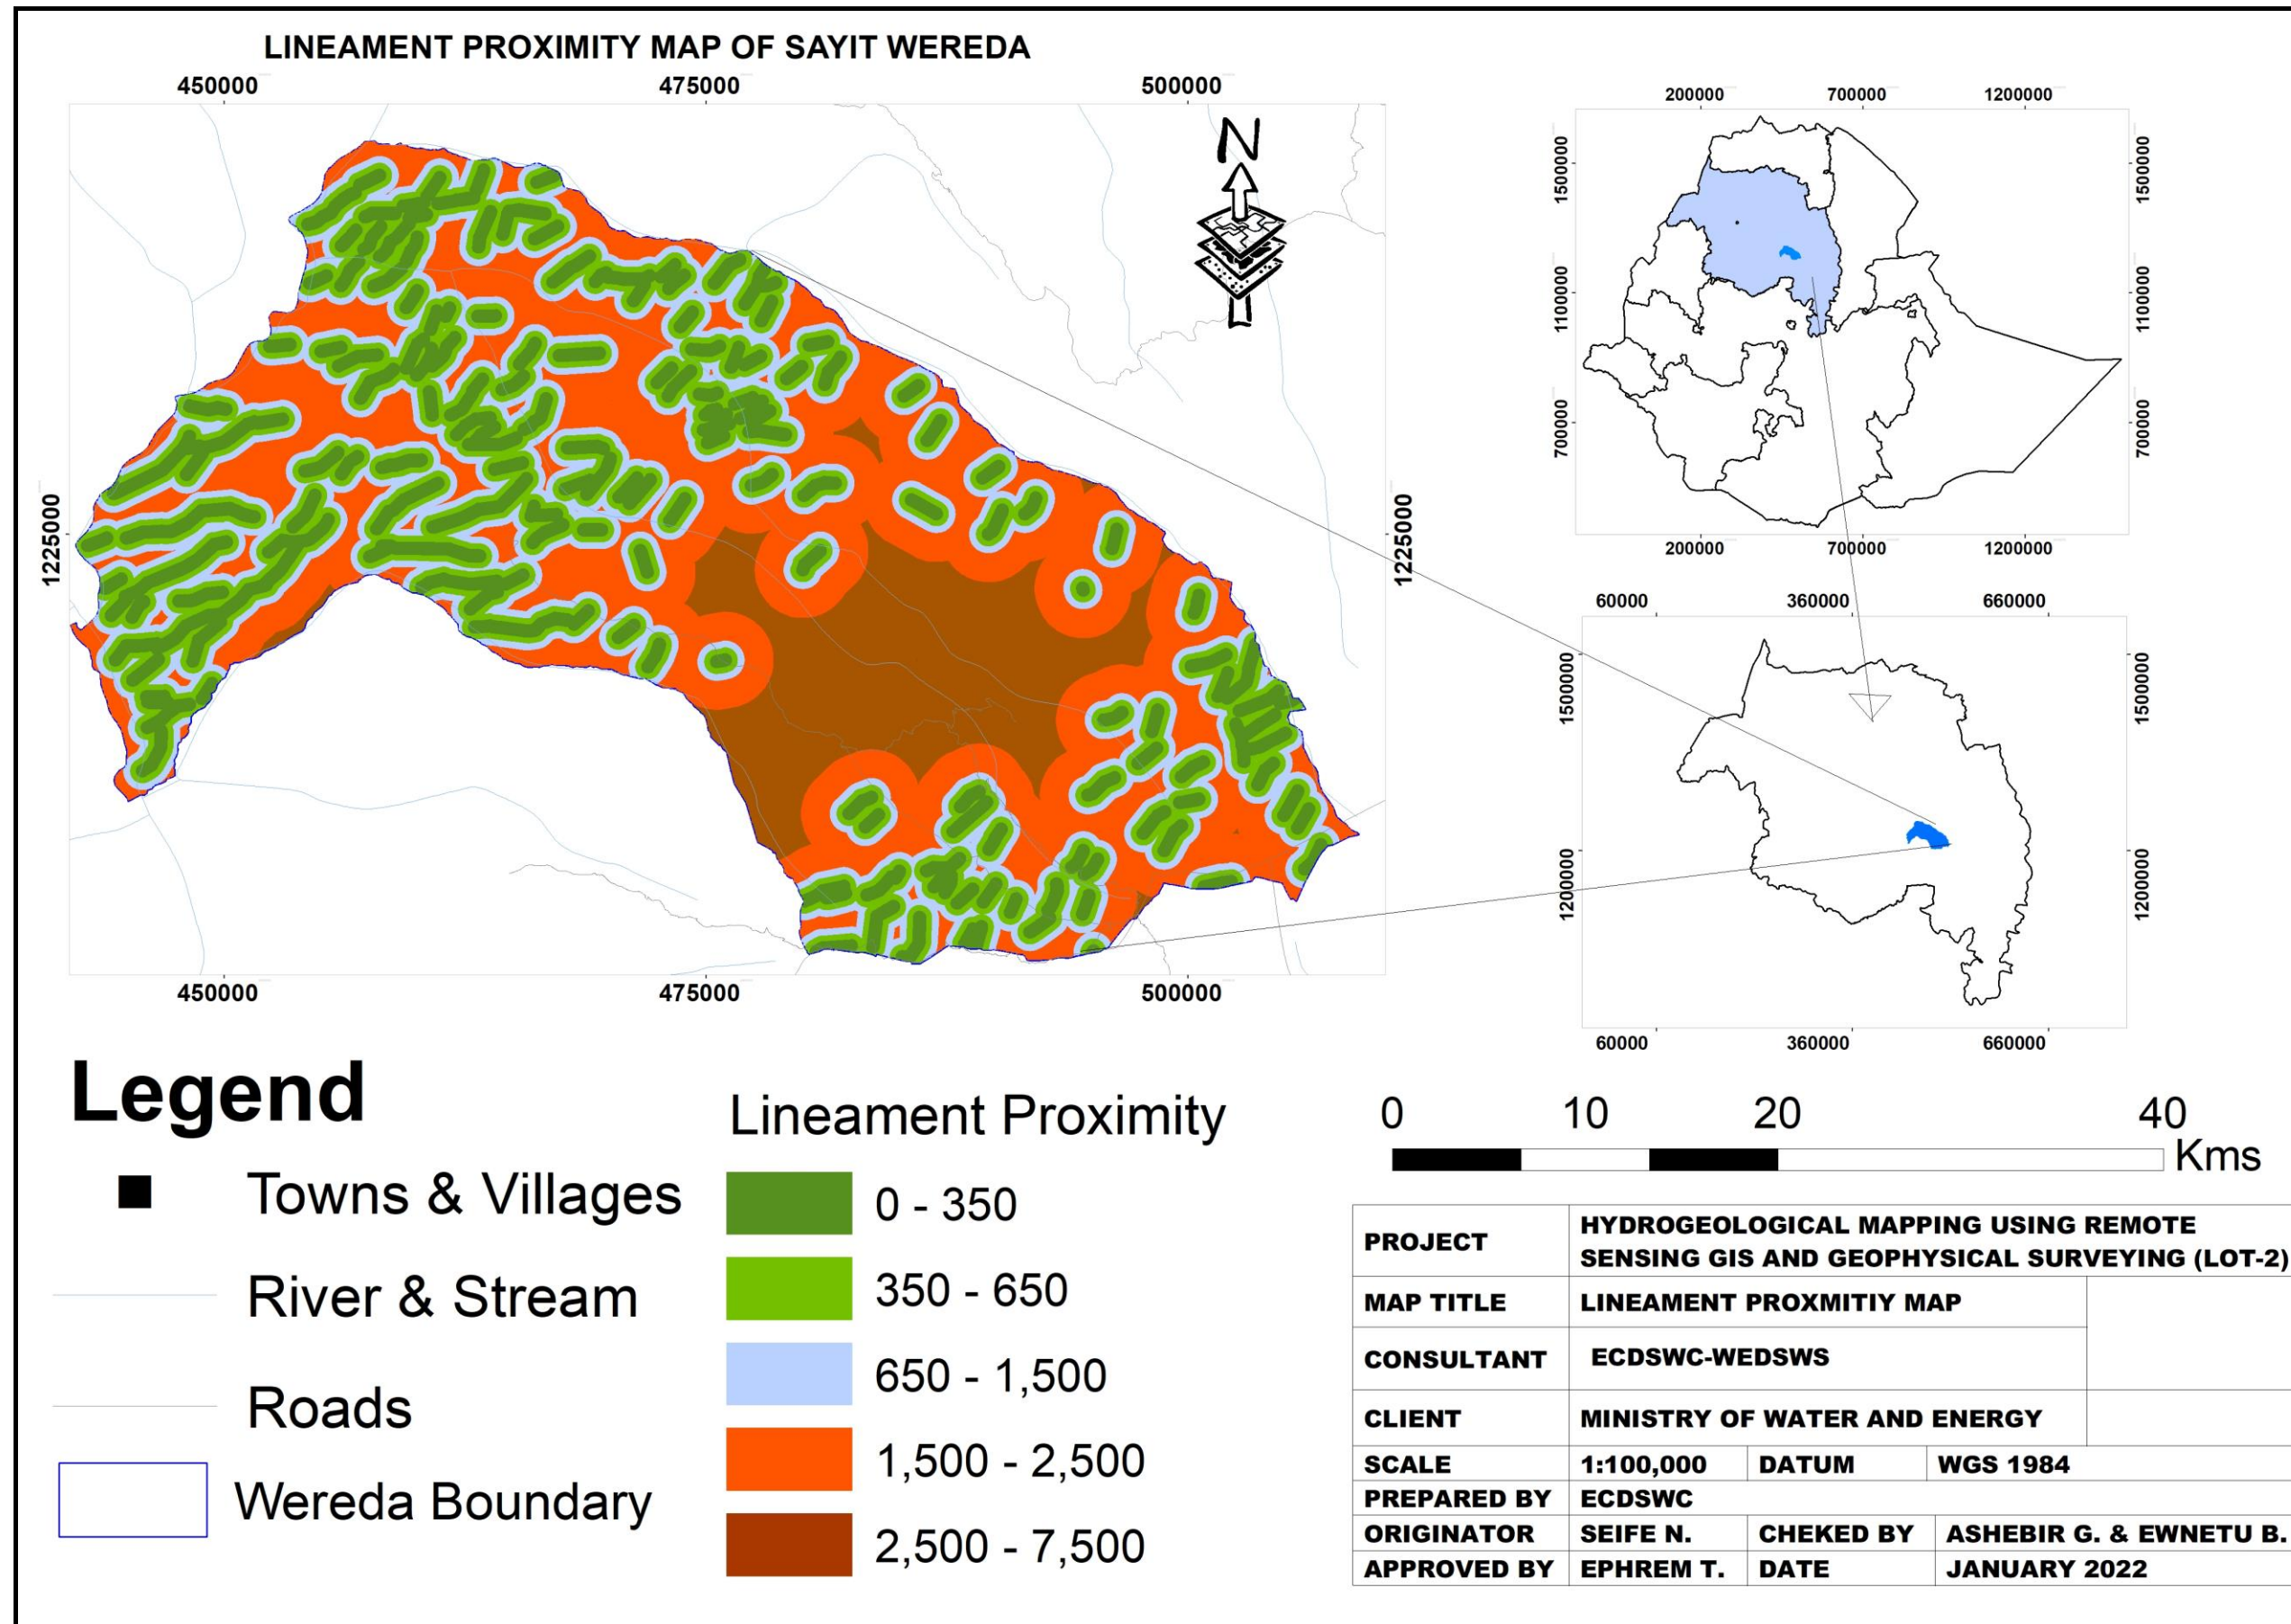 LINEAMENT PROXIMITY MAP OF SAYIT WEREDA
450000 475000 500000
1225000 1225000
450000 475000 500000
N
200000 700000 1200000
1500000 1500000
1100000 1100000
700000 700000
200000 700000 1200000
60000 360000 660000
1500000 1500000
1200000 1200000
60000 360000 660000
Legend
Towns & Villages
River & Stream
Roads
Wereda Boundary
Lineament Proximity
0 - 350
350 - 650
650 - 1,500
1,500 - 2,500
2,500 - 7,500
0 10 20 40
Kms
PROJECT HYDROGEOLOGICAL MAPPING USING REMOTE
SENSING GIS AND GEOPHYSICAL SURVEYING (LOT-2)
MAP TITLE LINEAMENT PROXMITIY MAP
CONSULTANT ECDSWC-WEDSWS
CLIENT MINISTRY OF WATER AND ENERGY
SCALE 1:100,000 DATUM WGS 1984
PREPARED BY ECDSWC
ORIGINATOR SEIFE N. CHEKED BY ASHEBIR G. & EWNETU B.
APPROVED BY EPHREM T. DATE JANUARY 2022